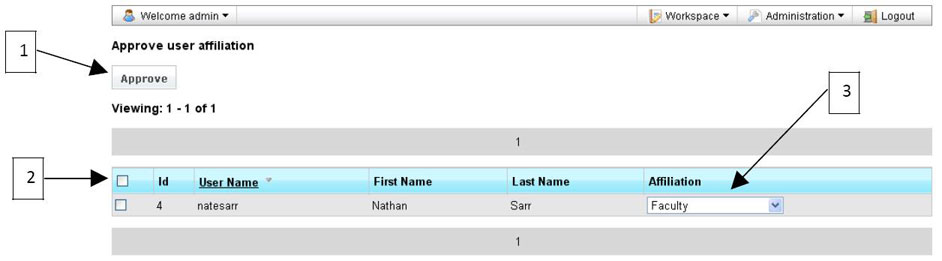 Welcome admin Workspace Administration Logout
Approve user affiliation
1
Approve
Viewing: 1 - 1 of 1
3
1
2
Id User Name First Name Last Name Affiliation
4 natesarr Nathan Sarr Faculty
1